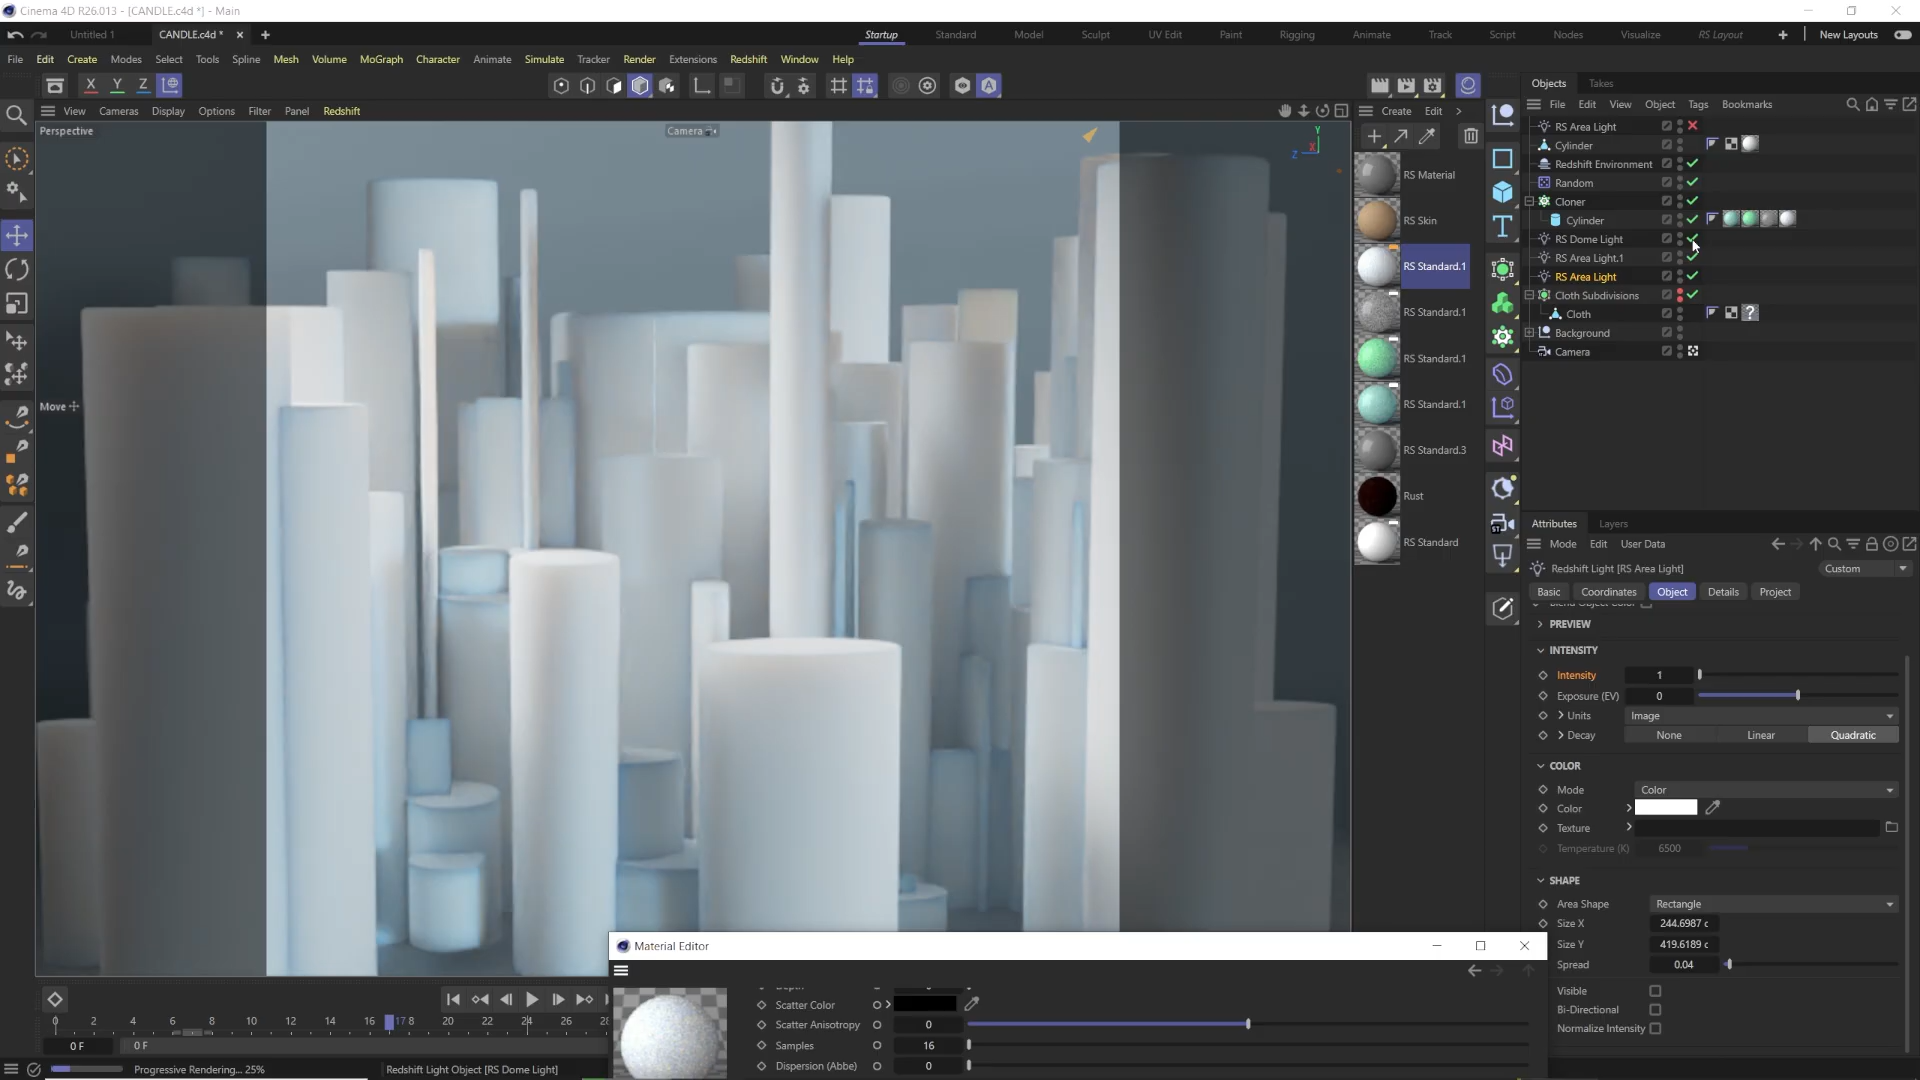 Cinema 4D R26.013 - [CANDLE.c4d *] - Main
Untitled 1 CANDLE.c4d *
Startup Standard Model Sculpt UV Edit Paint Rigging Animate Track Script Nodes Visualize RS Layout New Layouts
File Edit Create Modes Select Tools Spline Mesh Volume MoGraph Character Animate Simulate Tracker Render Extensions Redshift Window Help
X Y Z
View Cameras Display Options Filter Panel Redshift
Perspective
Camera
Y
Z X
Move
Create Edit
RS Material
RS Skin
RS Standard.1
RS Standard.1
RS Standard.1
RS Standard.1
RS Standard.3
Rust
RS Standard
Objects Takes
File Edit View Object Tags Bookmarks
RS Area Light
Cylinder
Redshift Environment
Random
Cloner
Cylinder
RS Dome Light
RS Area Light.1
RS Area Light
Cloth Subdivisions
Cloth ?
Background
Camera
Attributes Layers
Mode Edit User Data
Redshift Light [RS Area Light] Custom
Basic Coordinates Object Details Project
PREVIEW
INTENSITY
Intensity 1
Exposure (EV) 0
Units Image
Decay None Linear Quadratic
COLOR
Mode Color
Color
Texture
Temperature (K) 6500
SHAPE
Area Shape Rectangle
Size X 244.6987 c
Size Y 419.6189 c
Spread 0.04
Visible
Bi-Directional
Normalize Intensity
Material Editor
Scatter Color
Scatter Anisotropy 0
Samples 16
Dispersion (Abbe) 0
0 2 4 6 8 10 12 14 16 17 8 20 22 24 26 28
0 F 0 F
Progressive Rendering... 25% Redshift Light Object [RS Dome Light]